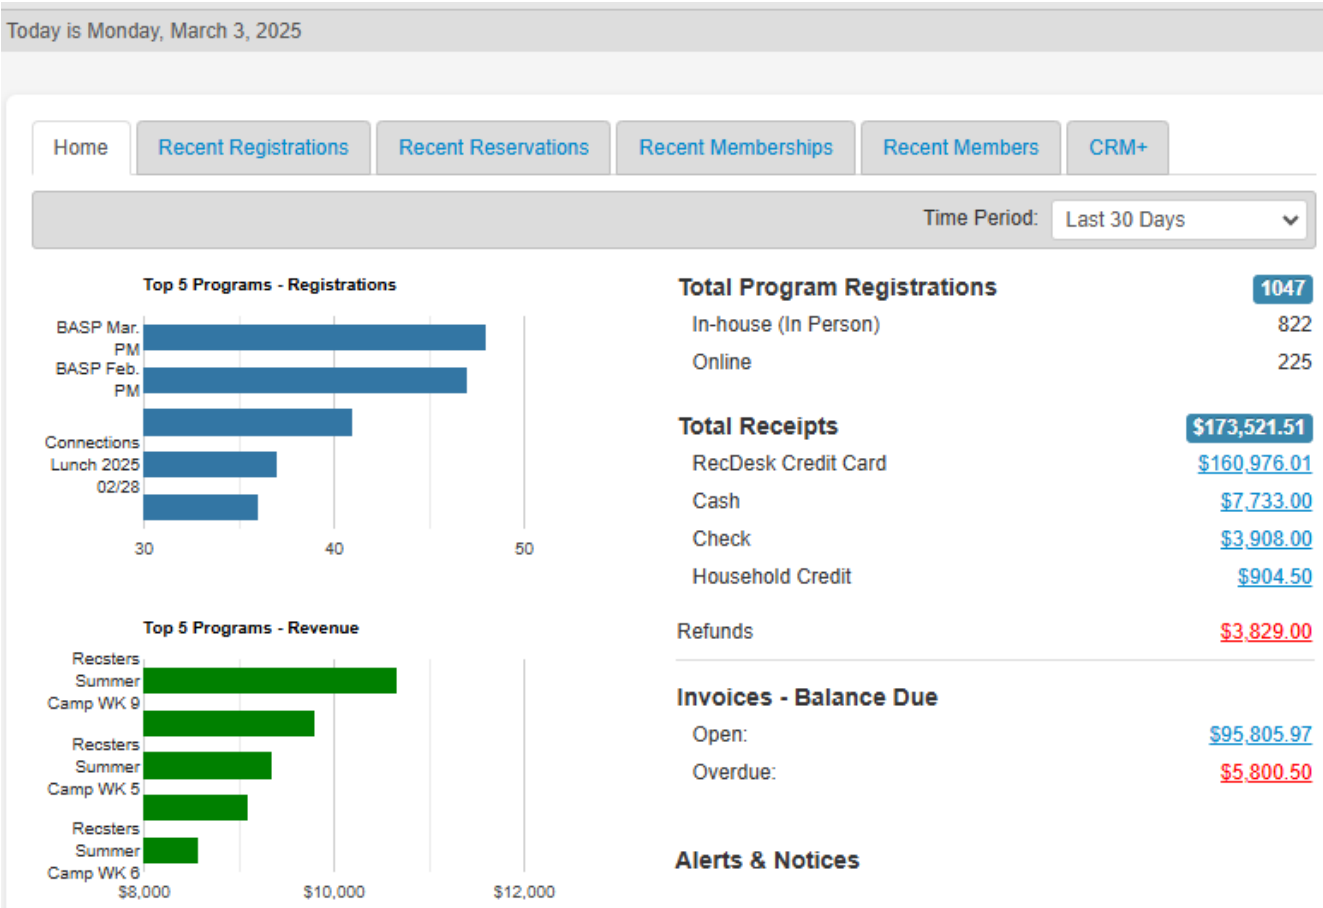 Today is Monday, March 3, 2025
Home
Recent Registrations
Recent Reservations
Recent Memberships
Recent Members
CRM+
Time Period:
Last 30 Days
Top 5 Programs - Registrations
BASP Mar.
PM
BASP Feb.
PM
Connections
Lunch 2025
02/28
30
40
50
Top 5 Programs - Revenue
Recsters
Summer
Camp WK 9
Recsters
Summer
Camp WK 5
Recsters
Summer
Camp WK 6
$8,000
$10,000
$12,000
Total Program Registrations 1047
In-house (In Person) 822
Online 225
Total Receipts $173,521.51
RecDesk Credit Card $160,976.01
Cash $7,733.00
Check $3,908.00
Household Credit $904.50
Refunds $3,829.00
Invoices - Balance Due
Open: $95,805.97
Overdue: $5,800.50
Alerts & Notices